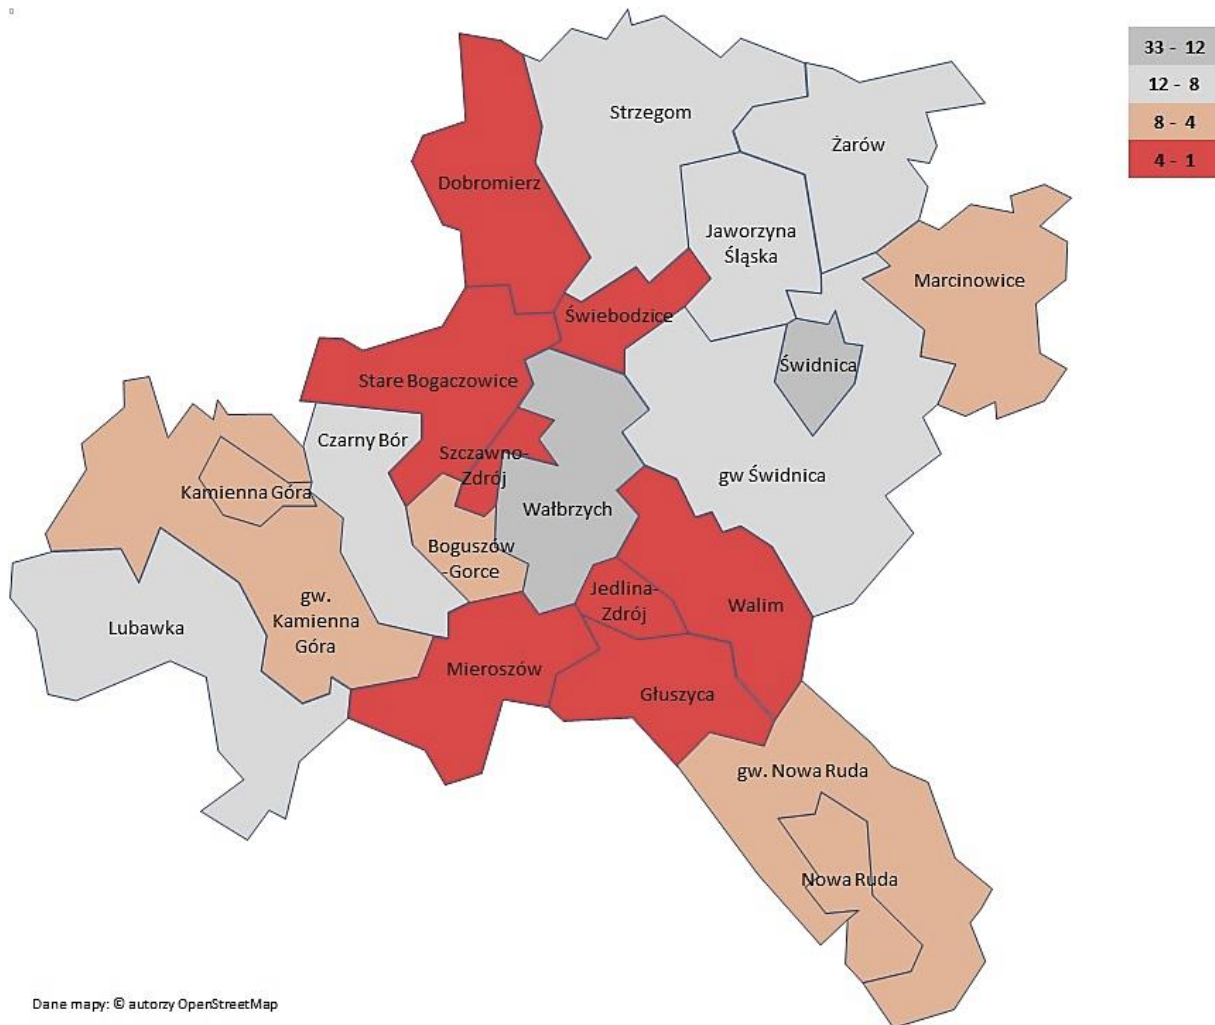 33 - 12
12 - 8
8 - 4
4 - 1
Strzegom
Żarów
Dobromierz
Jaworzyna
Śląska
Marcinowice
Świebodzice
Świdnica
Stare Bogaczowice
Czarny Bór
Szczawno-
Zdrój
gw Świdnica
Kamienna Góra
Wałbrzych
Boguszów
-Gorce
Jedlina-
Zdrój
Walim
gw.
Kamienna
Góra
Lubawka
Mieroszów
Głuszyca
gw. Nowa Ruda
Nowa Ruda
Dane mapy: © autorzy OpenStreetMap